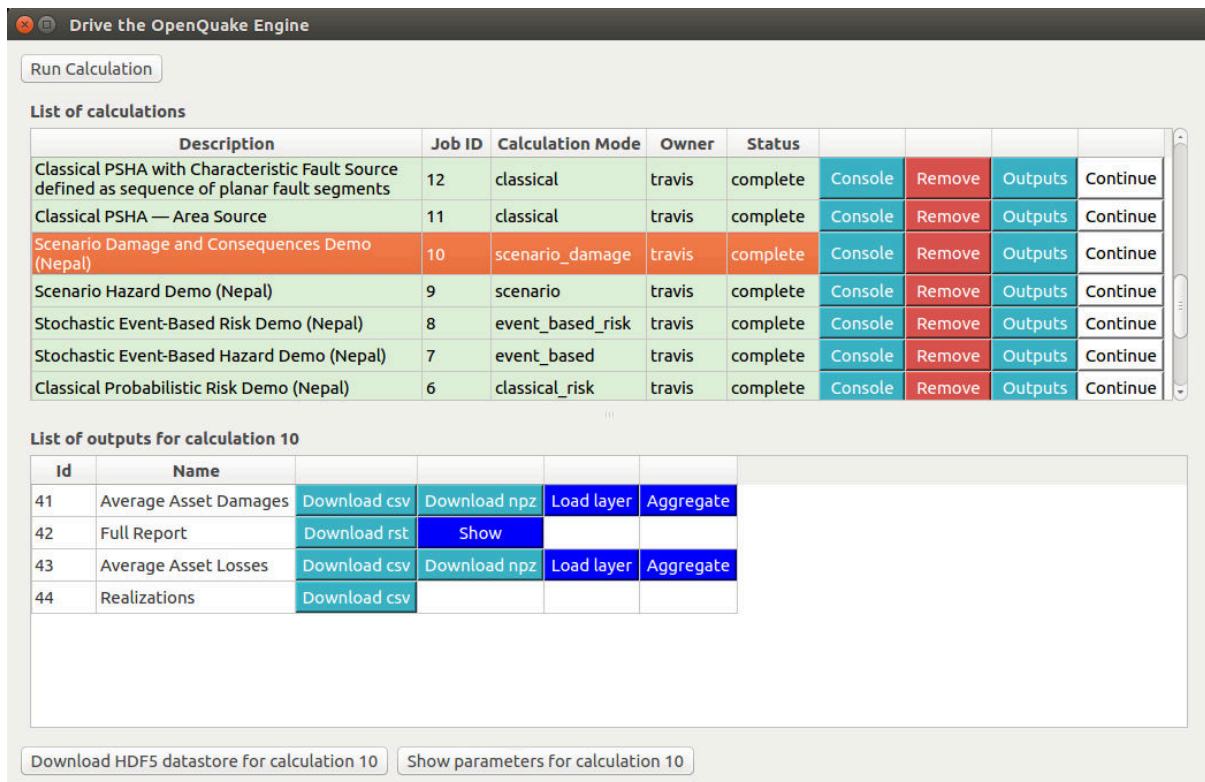 Drive the OpenQuake Engine
Run Calculation
List of calculations
Description Job ID Calculation Mode Owner Status
Classical PSHA with Characteristic Fault Source
defined as sequence of planar fault segments 12 classical travis complete Console Remove Outputs Continue
Classical PSHA — Area Source 11 classical travis complete Console Remove Outputs Continue
Scenario Damage and Consequences Demo
(Nepal) 10 scenario_damage travis complete Console Remove Outputs Continue
Scenario Hazard Demo (Nepal) 9 scenario travis complete Console Remove Outputs Continue
Stochastic Event-Based Risk Demo (Nepal) 8 event_based_risk travis complete Console Remove Outputs Continue
Stochastic Event-Based Hazard Demo (Nepal) 7 event_based travis complete Console Remove Outputs Continue
Classical Probabilistic Risk Demo (Nepal) 6 classical_risk travis complete Console Remove Outputs Continue
List of outputs for calculation 10
Id Name
41 Average Asset Damages Download csv Download npz Load layer Aggregate
42 Full Report Download rst Show
43 Average Asset Losses Download csv Download npz Load layer Aggregate
44 Realizations Download csv
Download HDF5 datastore for calculation 10 Show parameters for calculation 10